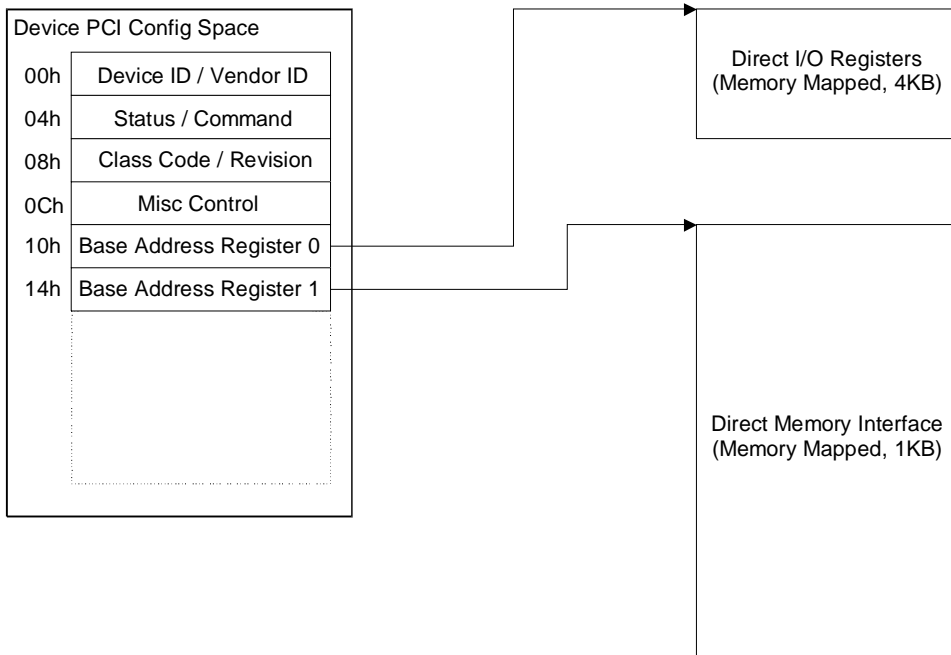 Device PCI Config Space
00h Device ID / Vendor ID
04h Status / Command
08h Class Code / Revision
0Ch Misc Control
10h Base Address Register 0
14h Base Address Register 1
Direct I/O Registers
(Memory Mapped, 4KB)
Direct Memory Interface
(Memory Mapped, 1KB)